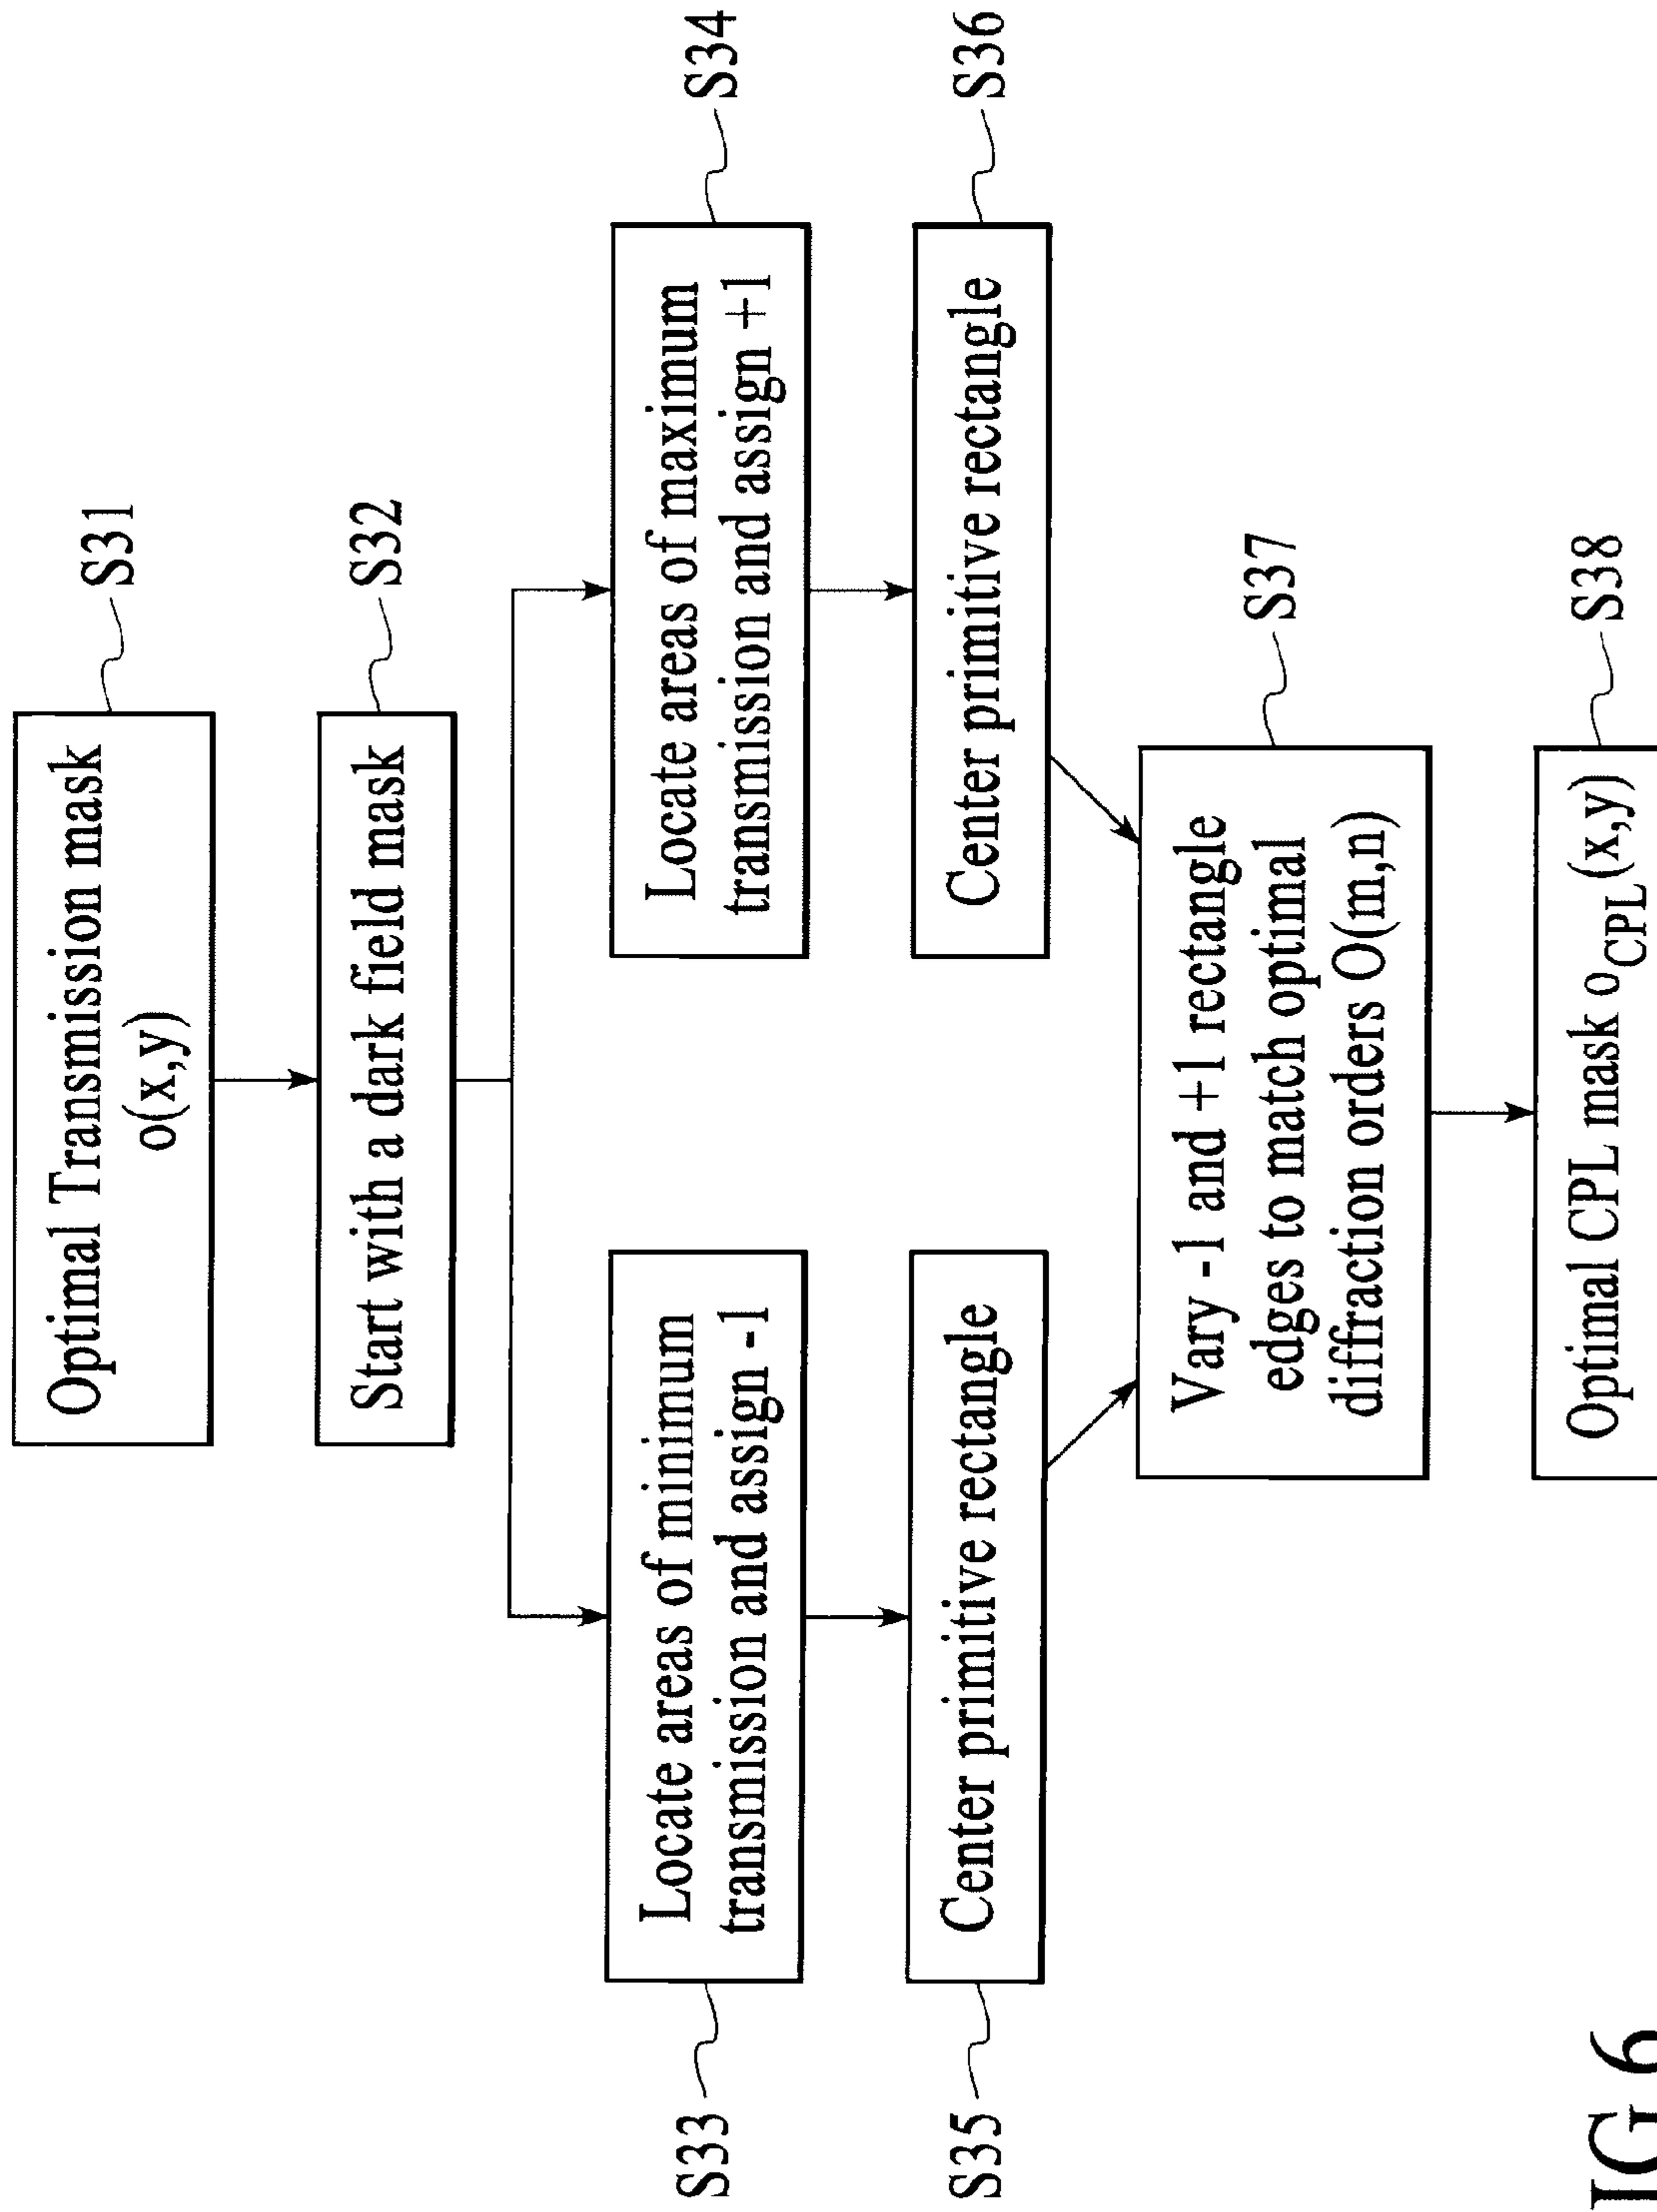 Optimal Transmission mask
o(x,y)
S31
Start with a dark field mask
S32
S33
Locate areas of minimum
transmission and assign -1
Locate areas of maximum
transmission and assign +1
S34
S35
Center primitive rectangle
Center primitive rectangle
S36
Vary -1 and +1 rectangle
edges to match optimal
diffraction orders O(m,n)
S37
Optimal CPL mask o_CPL(x,y)
S38
IG.6